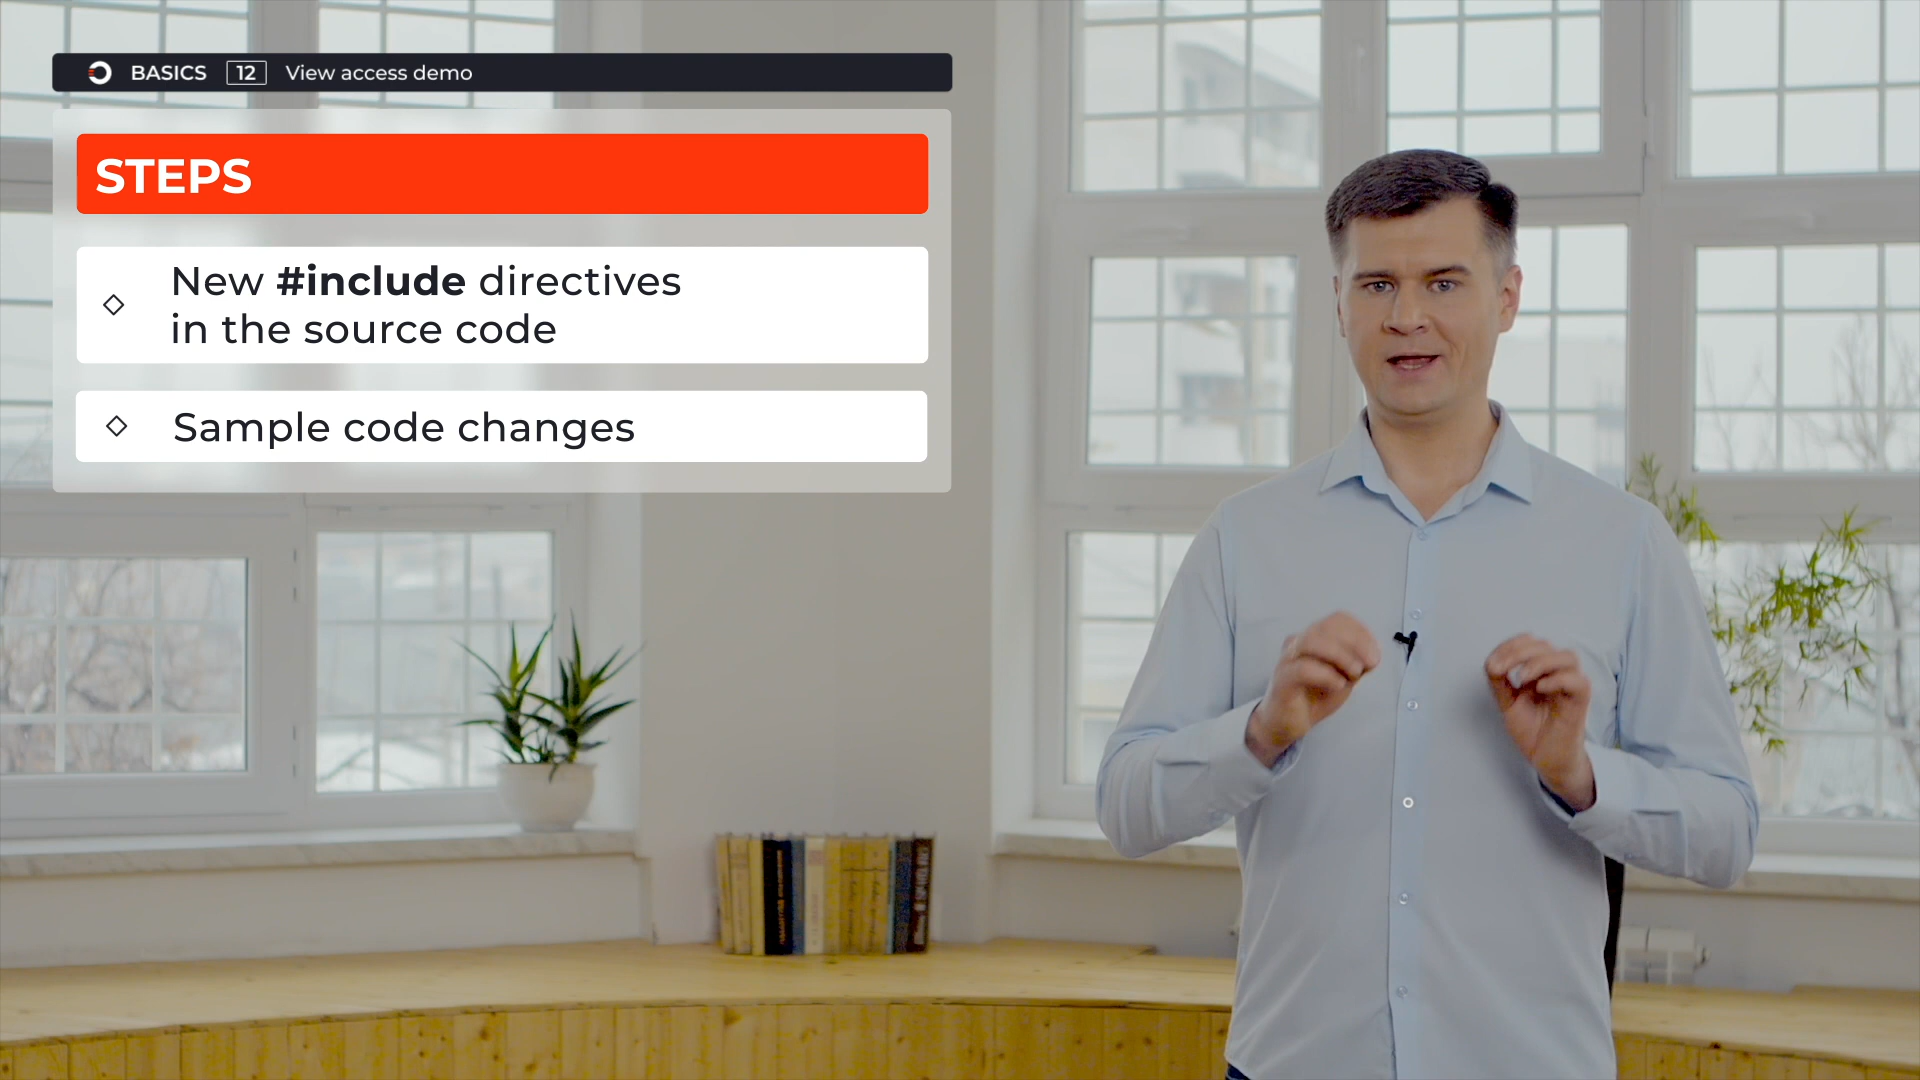 BASICS 12 View access demo
STEPS
New #include directives
in the source code
Sample code changes